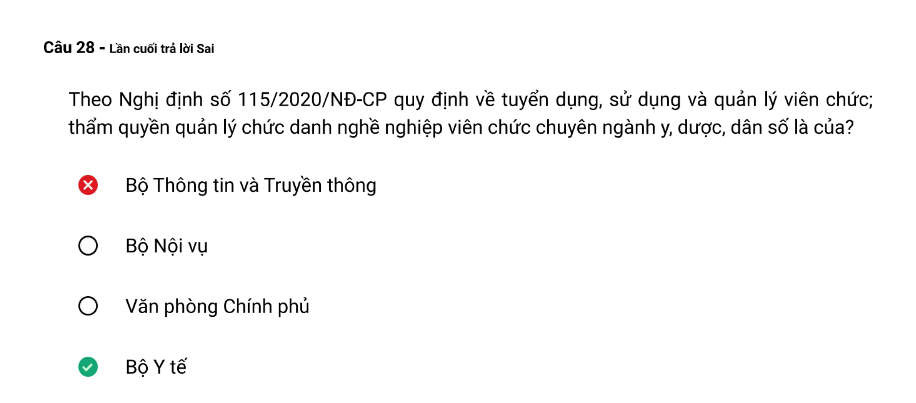 Câu 28 - Lần cuối trả lời Sai
Theo Nghị định số 115/2020/NĐ-CP quy định về tuyển dụng, sử dụng và quản lý viên chức;
thẩm quyền quản lý chức danh nghề nghiệp viên chức chuyên ngành y, dược, dân số là của?
Bộ Thông tin và Truyền thông
Bộ Nội vụ
Văn phòng Chính phủ
Bộ Y tế